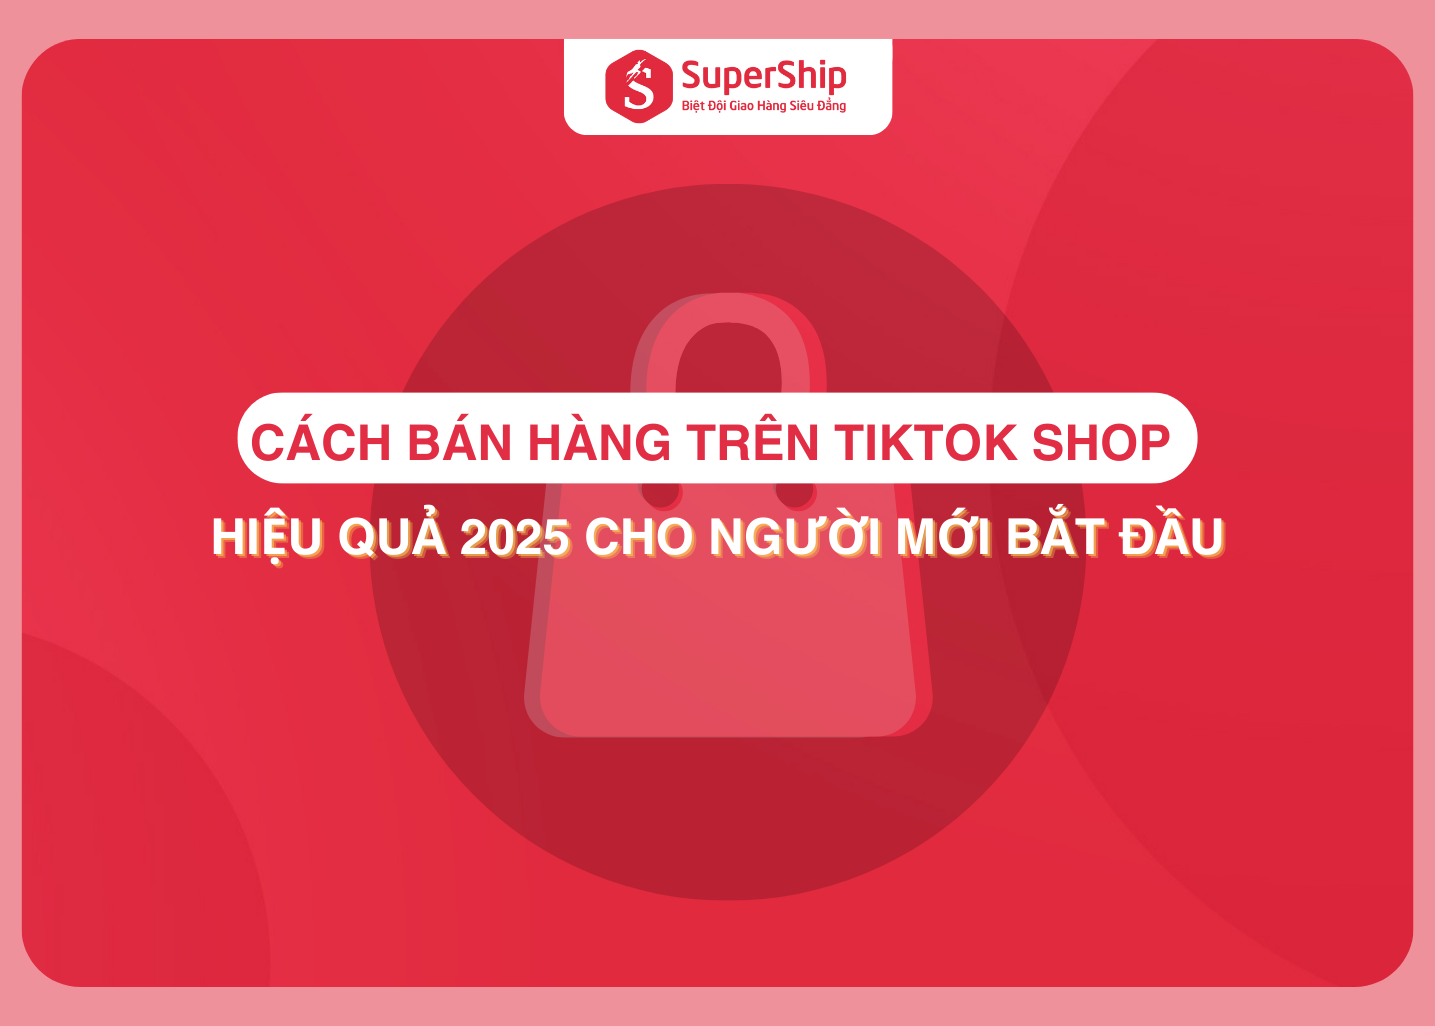 SuperShip
Biệt Đội Giao Hàng Siêu Đẳng
CÁCH BÁN HÀNG TRÊN TIKTOK SHOP
HIỆU QUẢ 2025 CHO NGƯỜI MỚI BẮT ĐẦU